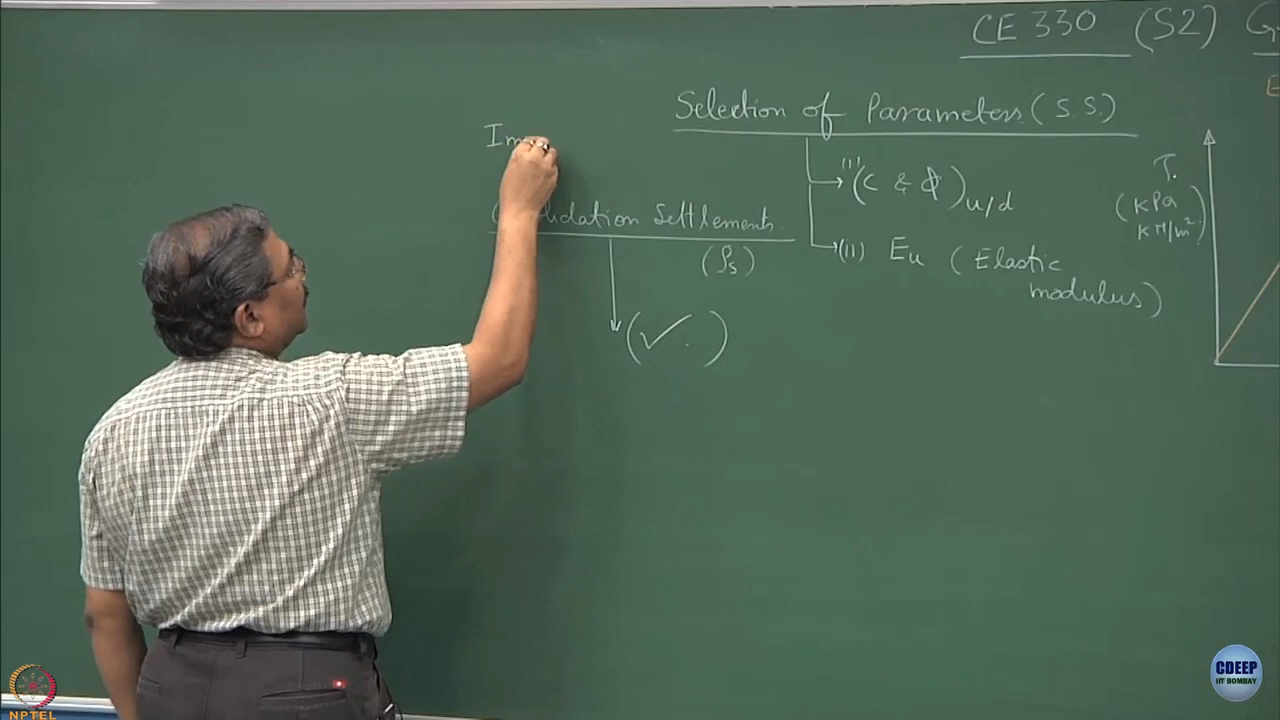 CE 330 (S2) G
Selection of Parameters (S.S.)
Im
(i) (C & Φ)u/d
Settlements
(ρs)
(ii) Eu (Elastic
modulus)
(✓.)
T.
(kPa
kN/m²)
NPTEL
CDEEP
IIT BOMBAY